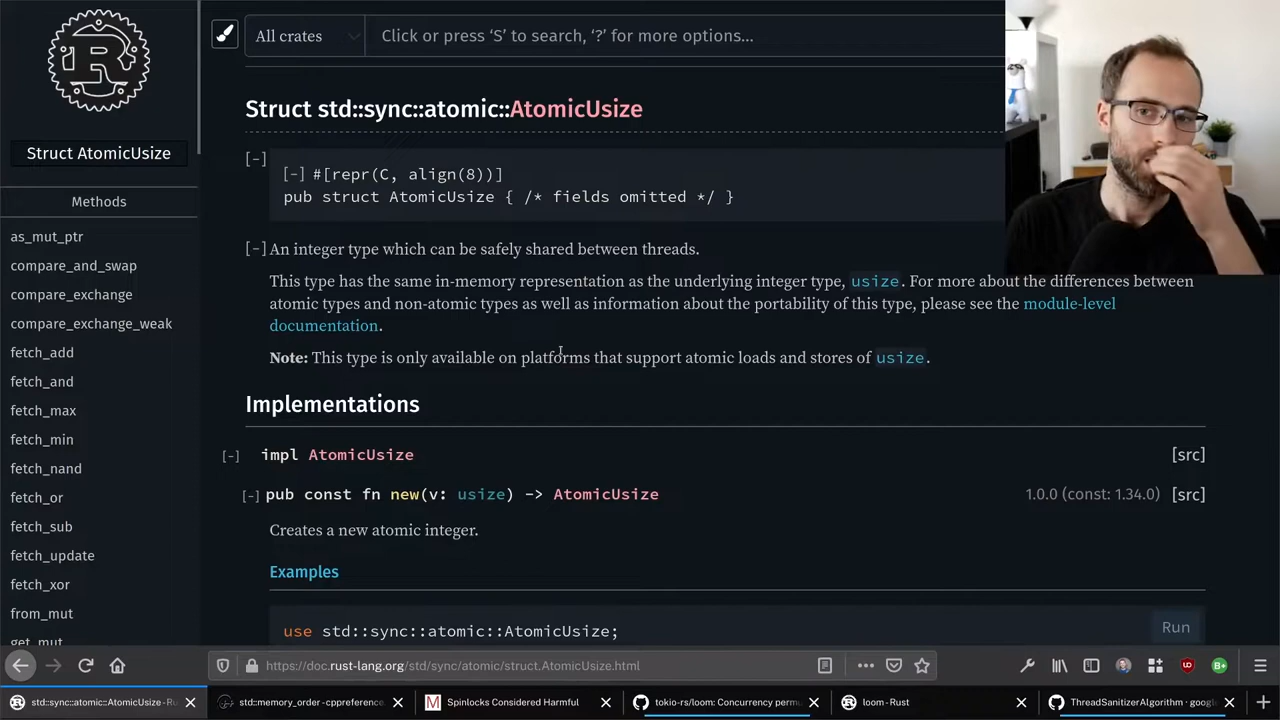 All crates
Click or press ‘S’ to search, ‘?’ for more options…
Struct AtomicUsize
Methods
as_mut_ptr
compare_and_swap
compare_exchange
compare_exchange_weak
fetch_add
fetch_and
fetch_max
fetch_min
fetch_nand
fetch_or
fetch_sub
fetch_update
fetch_xor
from_mut
get_mut
Struct std::sync::atomic::AtomicUsize
[-]
[-] #[repr(C, align(8))]
pub struct AtomicUsize { /* fields omitted */ }
[-] An integer type which can be safely shared between threads.
This type has the same in-memory representation as the underlying integer type, usize. For more about the differences between
atomic types and non-atomic types as well as information about the portability of this type, please see the module-level
documentation.
Note: This type is only available on platforms that support atomic loads and stores of usize.
Implementations
[-] impl AtomicUsize [src]
[-] pub const fn new(v: usize) -> AtomicUsize 1.0.0 (const: 1.34.0) [src]
Creates a new atomic integer.
Examples
use std::sync::atomic::AtomicUsize; Run
https://doc.rust-lang.org/std/sync/atomic/struct.AtomicUsize.html
std::sync::atomic::AtomicUsize - Ru
std::memory_order - cppreference.
Spinlocks Considered Harmful
tokio-rs/loom: Concurrency permu
loom - Rust
ThreadSanitizerAlgorithm · google